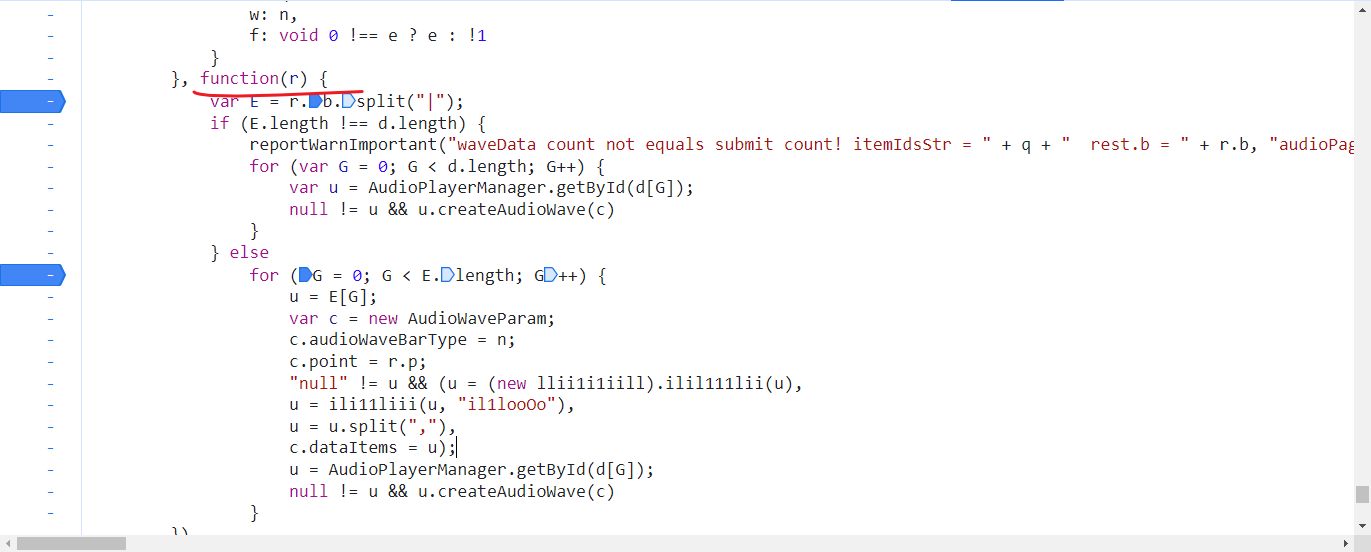 w: n,
f: void 0 !== e ? e : !1
}
}, function(r) {
var E = r.b.split("|");
if (E.length !== d.length) {
reportWarnImportant("waveData count not equals submit count! itemIdsStr = " + q + "  rest.b = " + r.b, "audioPag
for (var G = 0; G < d.length; G++) {
var u = AudioPlayerManager.getById(d[G]);
null != u && u.createAudioWave(c)
}
} else
for (G = 0; G < E.length; G++) {
u = E[G];
var c = new AudioWaveParam;
c.audioWaveBarType = n;
c.point = r.p;
"null" != u && (u = (new llii1i1iill).ilil111lii(u),
u = ili11liii(u, "il1looOo"),
u = u.split(","),
c.dataItems = u);
u = AudioPlayerManager.getById(d[G]);
null != u && u.createAudioWave(c)
}
})